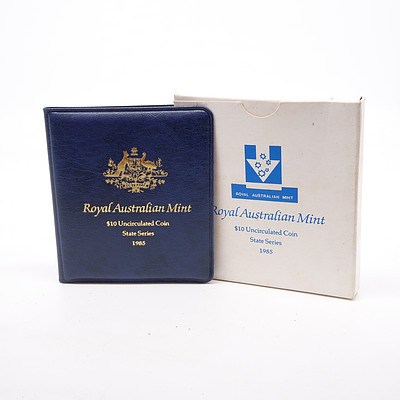 Royal Australian Mint
$10 Uncirculated Coin
State Series
1985
ROYAL AUSTRALIAN MINT
Royal Australian Mint
$10 Uncirculated Coin
State Series
1985